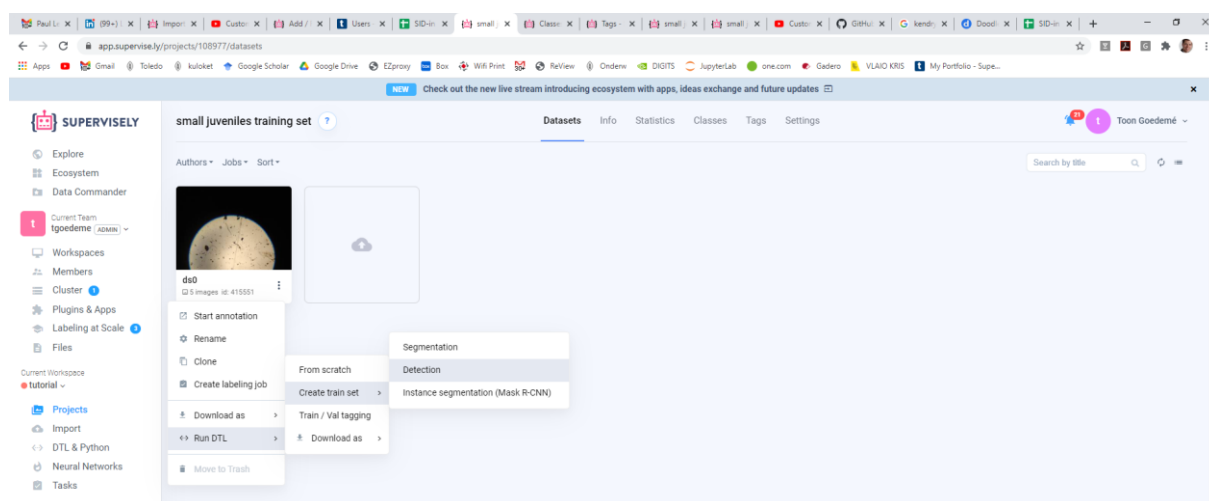 Paul Le
(99+)
Import
Custor
Add /
Users
SID-in
small j
Classe
Tags -
small j
small j
Custor
GitHub
kendry
Doodl
SID-in
app.supervise.ly/projects/108977/datasets
Apps
Gmail
Toledo
kuloket
Google Scholar
Google Drive
EZproxy
Box
Wifi Print
ReView
Onderw
DIGITS
JupyterLab
one.com
Gadero
VLAIO KRIS
My Portfolio - Supe...
NEW Check out the new live stream introducing ecosystem with apps, ideas exchange and future updates
SUPERVISELY
small juveniles training set ?
Datasets Info Statistics Classes Tags Settings
21
t
Toon Goedemé
Explore
Ecosystem
Data Commander
Current Team
t
tgoedeme ADMIN
Workspaces
Members
Cluster 1
Plugins & Apps
Labeling at Scale 3
Files
Current Workspace
tutorial
Projects
Import
DTL & Python
Neural Networks
Tasks
Authors Jobs Sort
Search by title
ds0
5 images id: 415551
Start annotation
Rename
Clone
Create labeling job
Download as
Run DTL
Move to Trash
From scratch
Create train set
Train / Val tagging
Download as
Segmentation
Detection
Instance segmentation (Mask R-CNN)